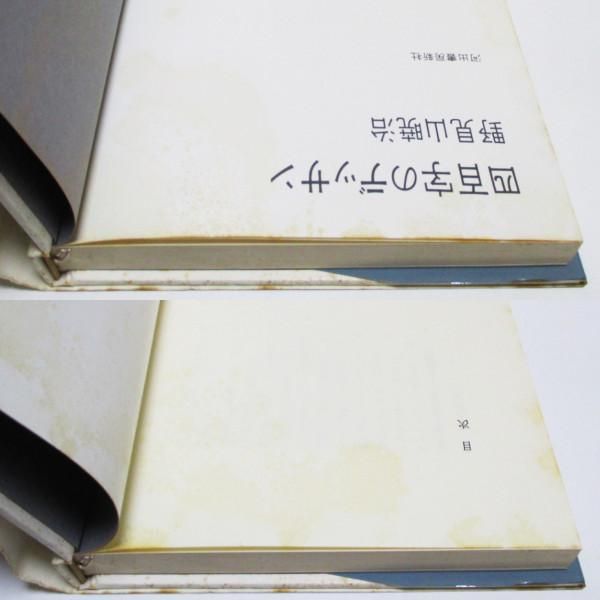 四百字のデッサン
野見山暁治
河出書房新社
目次